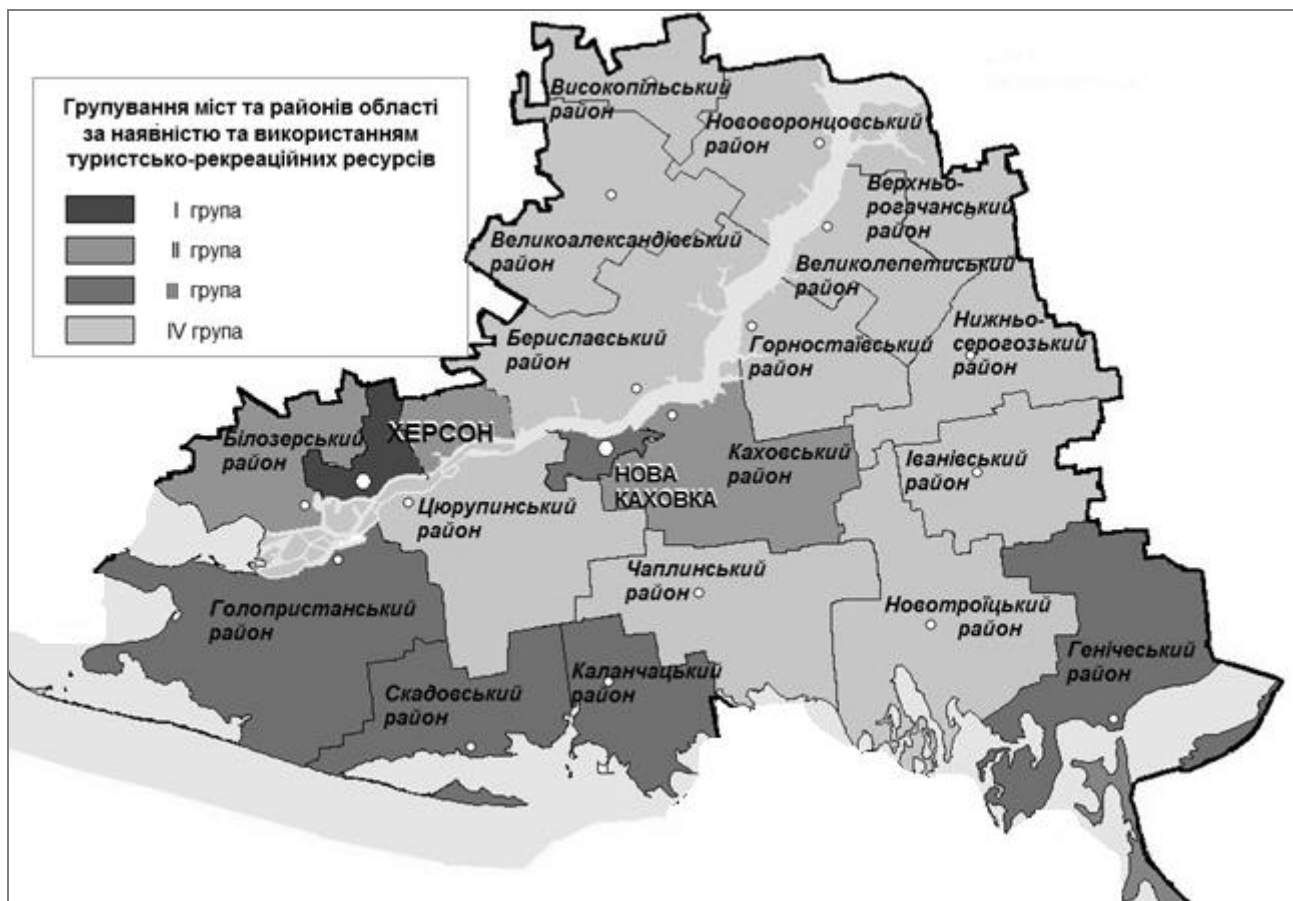 Групування міст та районів області
за наявністю та використанням
туристсько-рекреаційних ресурсів
I група
II група
III група
IV група
Високопільський
район
Нововоронцовський
район
Верхньо-
рогачанський
район
Великоалександієський
район
Великолепетиський
район
Бериславський
район
Горностаївський
район
Нижньо-
серогозький
район
Білозерський
район
ХЕРСОН
НОВА
КАХОВКА
Каховський
район
Іванівський
район
Цюрупинський
район
Чаплинський
район
Голопристанський
район
Новотроїцький
район
Генічеський
район
Скадовський
район
Каланчацький
район